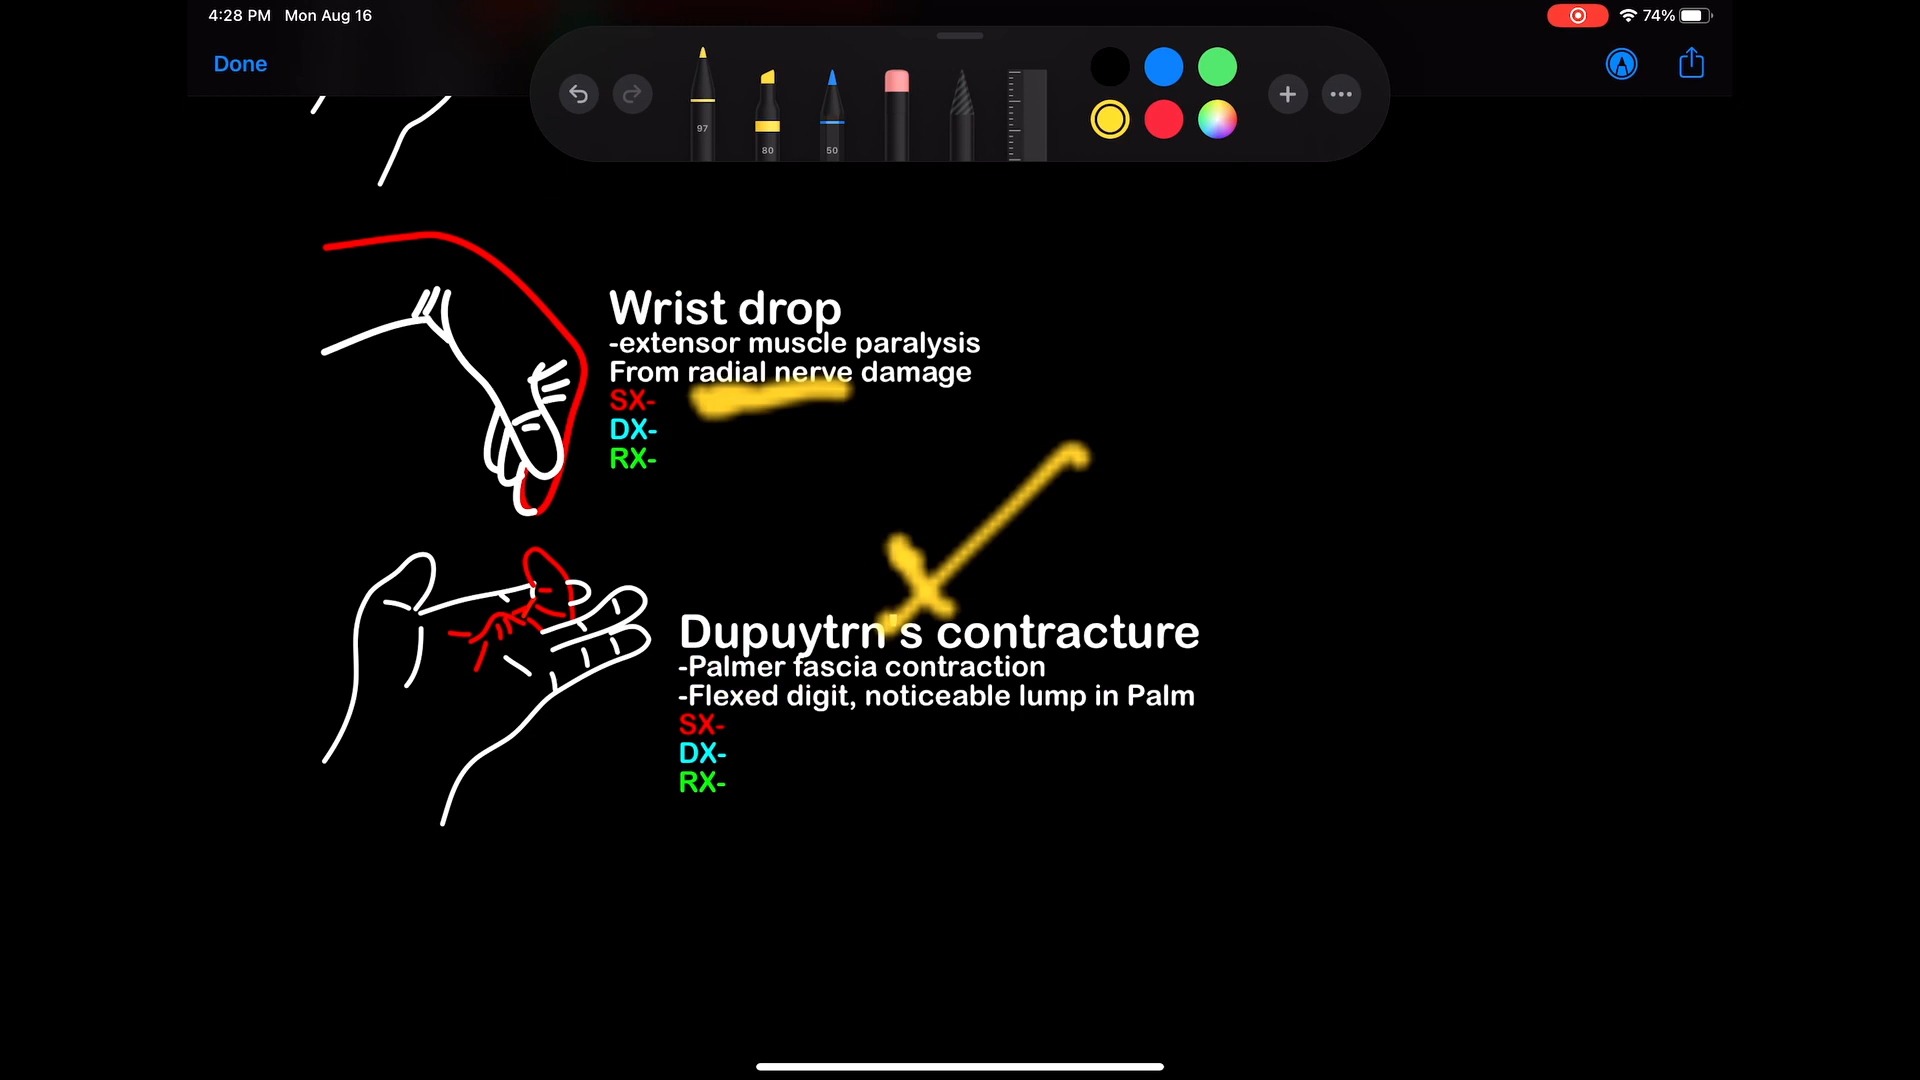 4:28 PM Mon Aug 16
74%
Done
97
80
50
Wrist drop
-extensor muscle paralysis
From radial nerve damage
SX-
DX-
RX-
Dupuytrn's contracture
-Palmer fascia contraction
-Flexed digit, noticeable lump in Palm
SX-
DX-
RX-